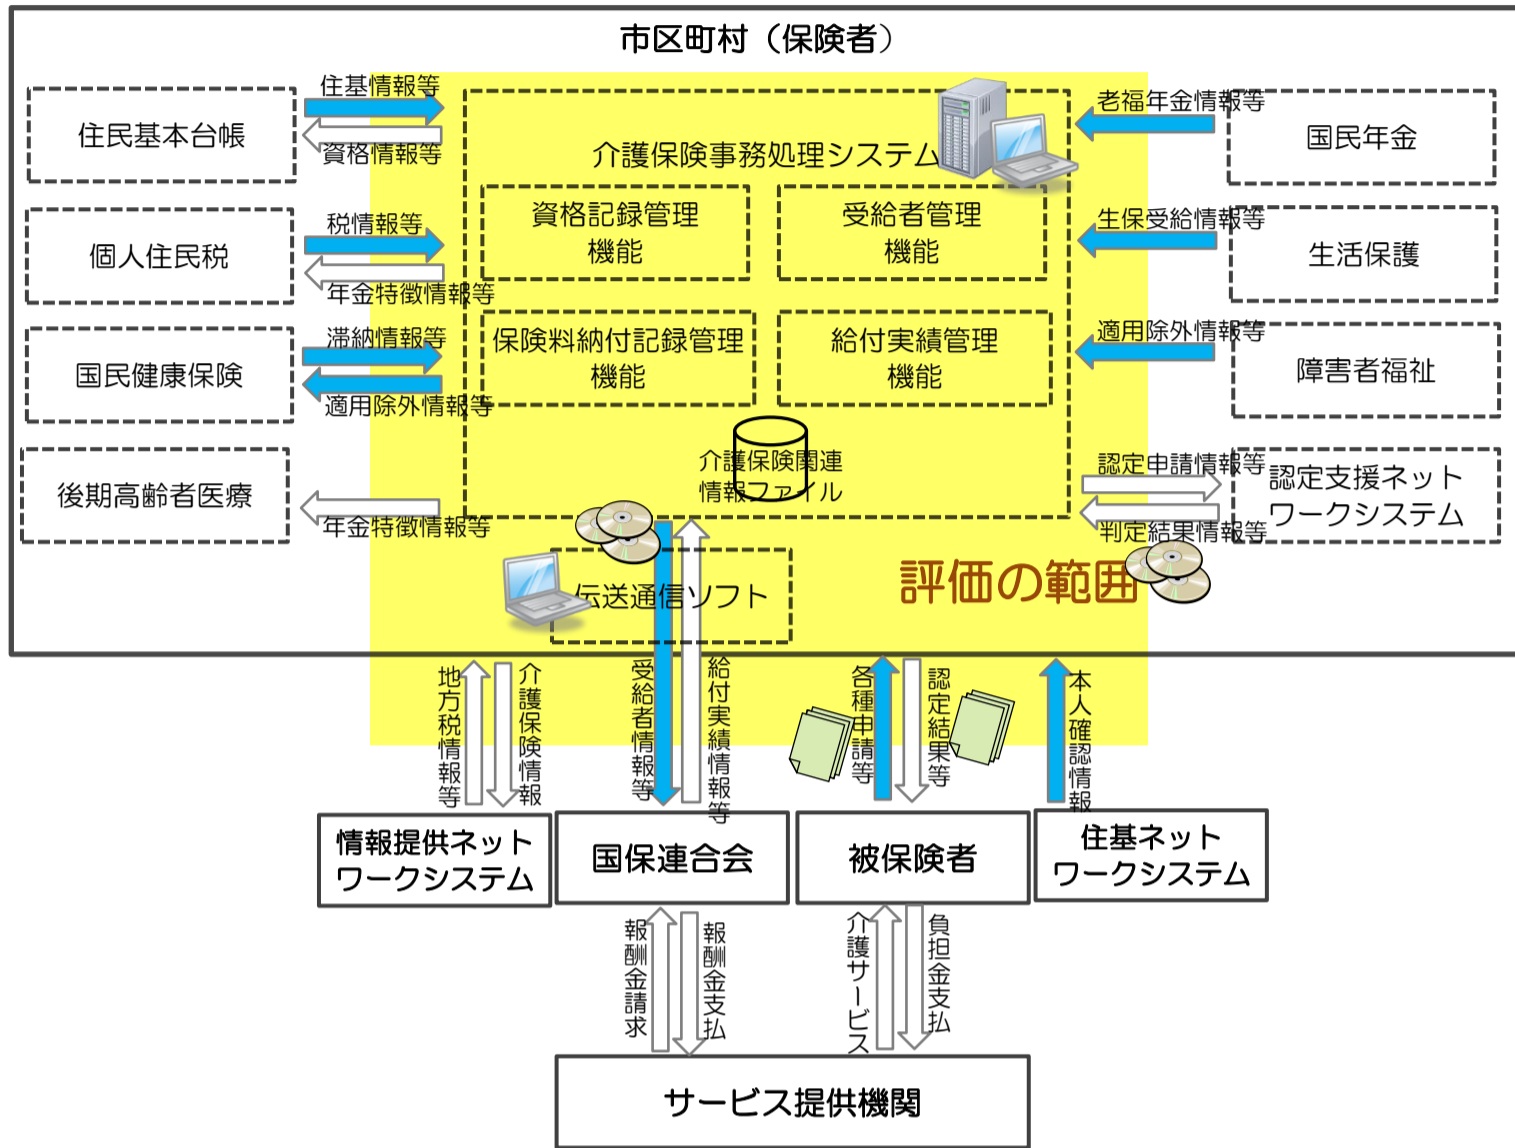 市区町村（保険者）
住民基本台帳
住基情報等
資格情報等
個人住民税
税情報等
年金特徴情報等
国民健康保険
滞納情報等
適用除外情報等
後期高齢者医療
年金特徴情報等
介護保険事務処理システム
資格記録管理
機能
受給者管理
機能
保険料納付記録管理
機能
給付実績管理
機能
介護保険関連
情報ファイル
老福年金情報等
国民年金
生保受給情報等
生活保護
適用除外情報等
障害者福祉
認定申請情報等
判定結果情報等
認定支援ネット
ワークシステム
伝送通信ソフト
評価の範囲
地方税情報等
介護保険情報
受給者情報等
給付実績情報等
各種申請等
認定結果等
本人確認情報
情報提供ネット
ワークシステム
国保連合会
被保険者
住基ネット
ワークシステム
報酬金請求
報酬金支払
介護サービス
負担金支払
サービス提供機関